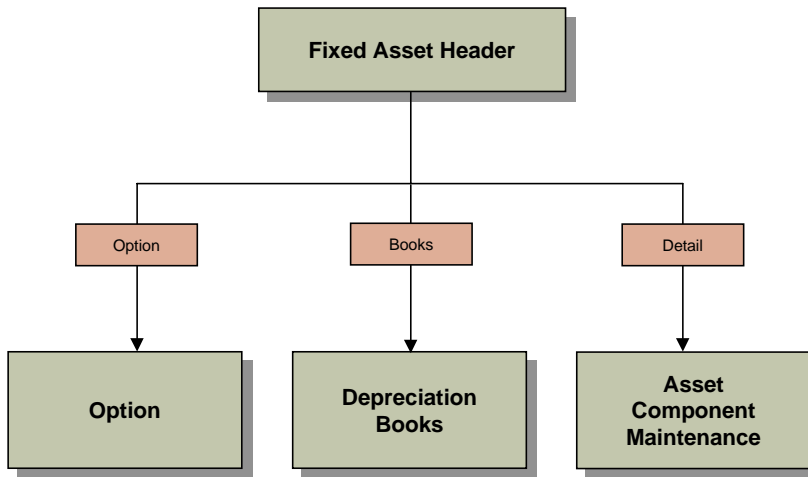 Fixed Asset Header
Option
Books
Detail
Option
Depreciation
Books
Asset
Component
Maintenance